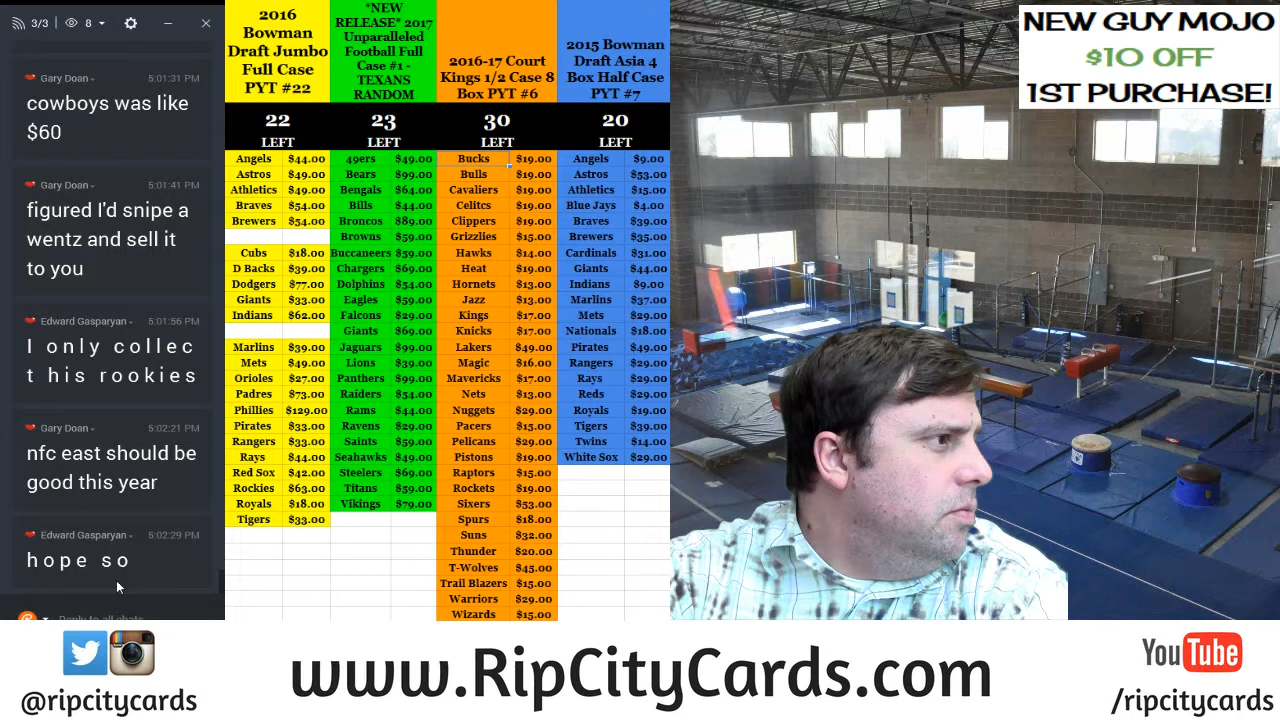 3/3 8
Gary Doan 5:01:31 PM
cowboys was like
$60
Gary Doan 5:01:41 PM
figured I'd snipe a
wentz and sell it
to you
Edward Gasparyan 5:01:56 PM
I only collec
t his rookies
Gary Doan 5:02:21 PM
nfc east should be
good this year
Edward Gasparyan 5:02:29 PM
hope so
Reply to all chats
2016
Bowman
Draft Jumbo
Full Case
PYT #22
22
LEFT
Angels $44.00
Astros $49.00
Athletics $49.00
Braves $54.00
Brewers $54.00
Cubs $18.00
D Backs $39.00
Dodgers $77.00
Giants $33.00
Indians $62.00
Marlins $39.00
Mets $49.00
Orioles $27.00
Padres $73.00
Phillies $129.00
Pirates $33.00
Rangers $33.00
Rays $44.00
Red Sox $42.00
Rockies $63.00
Royals $18.00
Tigers $33.00
*NEW
RELEASE* 2017
Unparalleled
Football Full
Case #1 -
TEXANS
RANDOM
23
LEFT
49ers $49.00
Bears $99.00
Bengals $64.00
Bills $44.00
Broncos $89.00
Browns $59.00
Buccaneers $59.00
Chargers $69.00
Dolphins $54.00
Eagles $59.00
Falcons $29.00
Giants $69.00
Jaguars $99.00
Lions $39.00
Panthers $99.00
Raiders $54.00
Rams $44.00
Ravens $29.00
Saints $59.00
Seahawks $49.00
Steelers $69.00
Titans $59.00
Vikings $79.00
2016-17 Court
Kings 1/2 Case 8
Box PYT #6
30
LEFT
Bucks $19.00
Bulls $19.00
Cavaliers $19.00
Celitcs $19.00
Clippers $19.00
Grizzlies $15.00
Hawks $14.00
Heat $19.00
Hornets $13.00
Jazz $13.00
Kings $17.00
Knicks $17.00
Lakers $49.00
Magic $16.00
Mavericks $17.00
Nets $13.00
Nuggets $29.00
Pacers $15.00
Pelicans $29.00
Pistons $19.00
Raptors $15.00
Rockets $19.00
Sixers $53.00
Spurs $18.00
Suns $32.00
Thunder $20.00
T-Wolves $45.00
Trail Blazers $15.00
Warriors $29.00
Wizards $15.00
2015 Bowman
Draft Asia 4
Box Half Case
PYT #7
20
LEFT
Angels $9.00
Astros $53.00
Athletics $15.00
Blue Jays $4.00
Braves $39.00
Brewers $35.00
Cardinals $31.00
Giants $44.00
Indians $9.00
Marlins $37.00
Mets $29.00
Nationals $18.00
Pirates $49.00
Rangers $29.00
Rays $29.00
Reds $29.00
Royals $19.00
Tigers $39.00
Twins $14.00
White Sox $29.00
NEW GUY MOJO
$10 OFF
1ST PURCHASE!
@ripcitycards
www.RipCityCards.com
YouTube
/ripcitycards